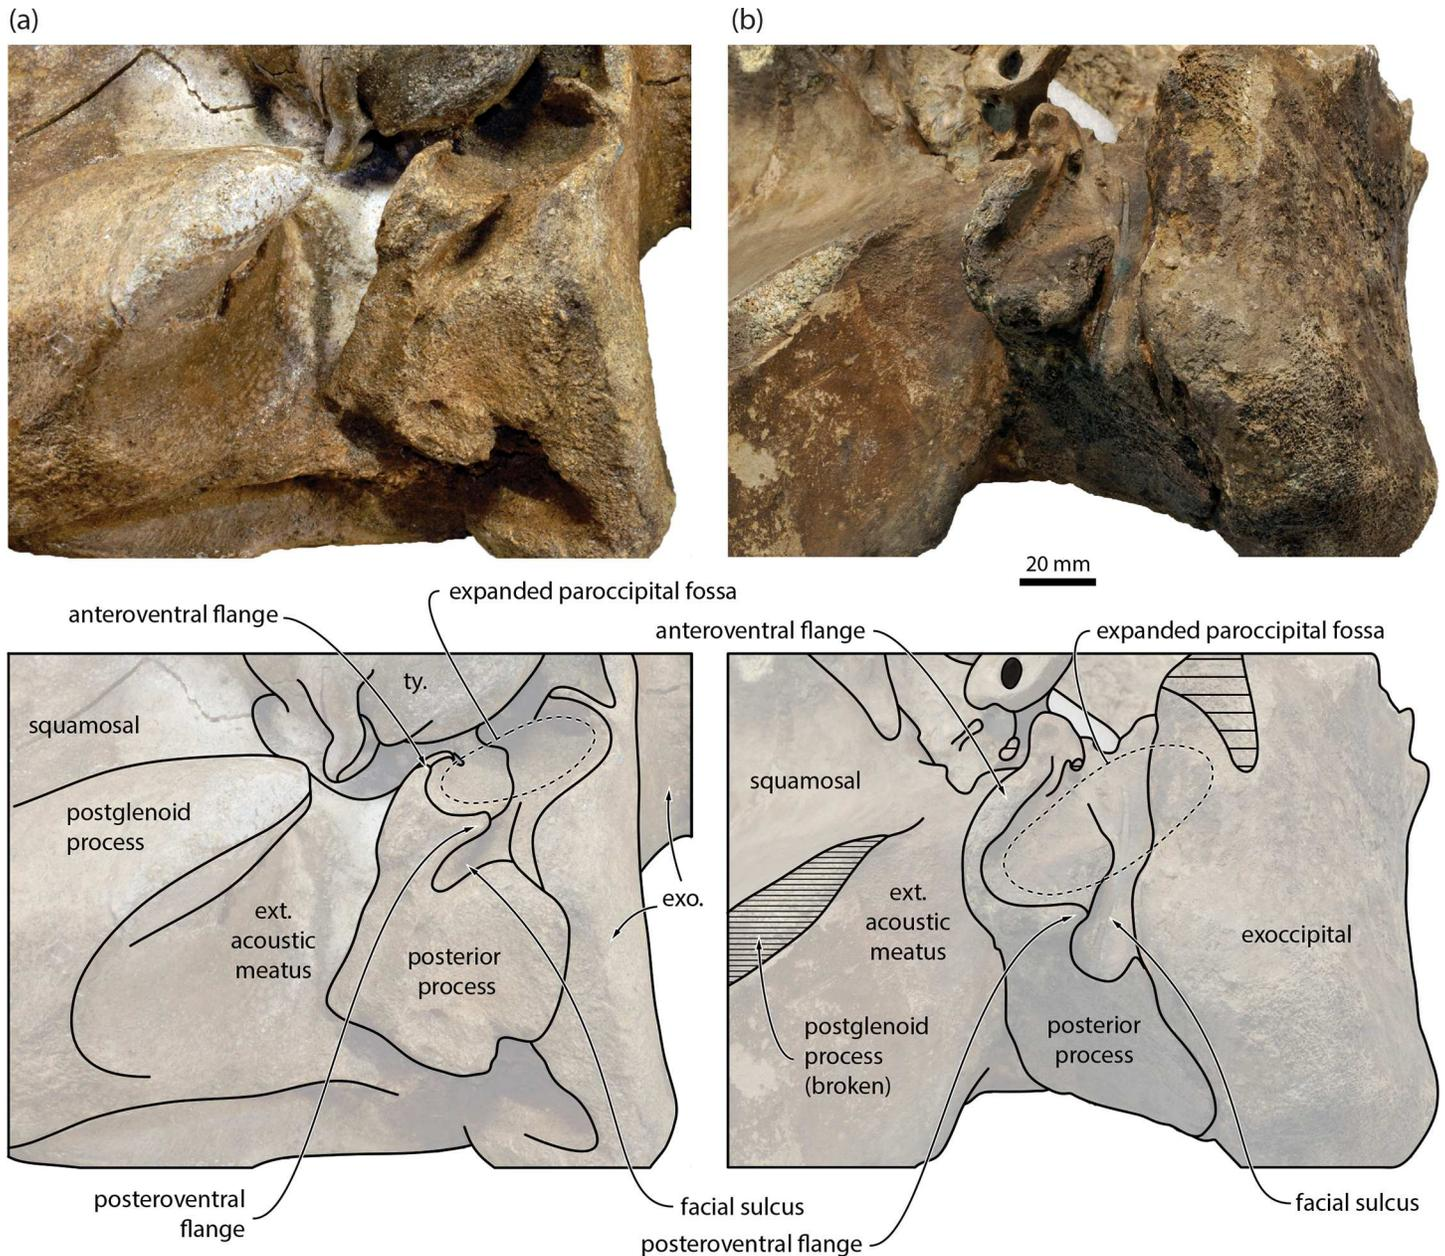 (a)
(b)
20 mm
expanded paroccipital fossa
anteroventral flange
ty.
squamosal
postglenoid
process
ext.
acoustic
meatus
posterior
process
exo.
posteroventral
flange
facial sulcus
anteroventral flange
expanded paroccipital fossa
squamosal
ext.
acoustic
meatus
exoccipital
postglenoid
process
(broken)
posterior
process
facial sulcus
posteroventral flange